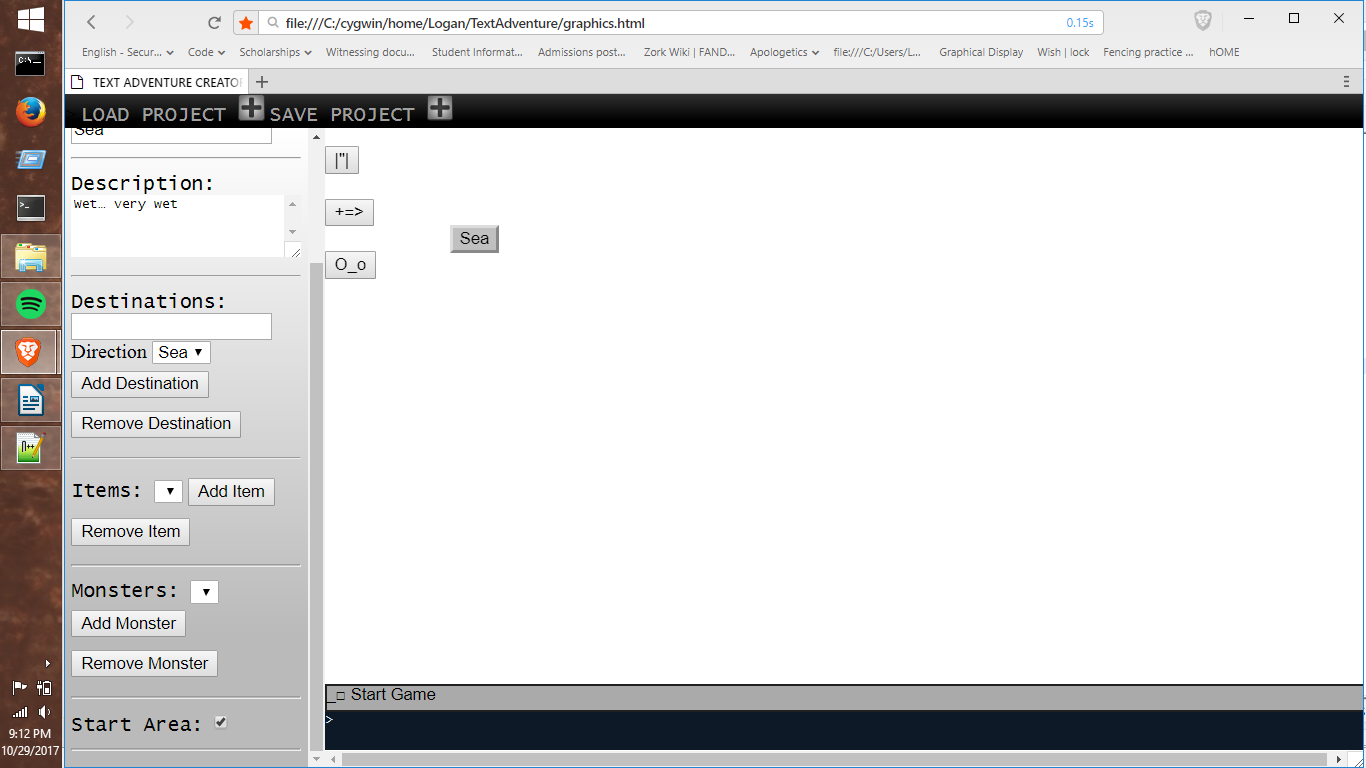 file:///C:/cygwin/home/Logan/TextAdventure/graphics.html 0.15s
English - Secur... Code Scholarships Witnessing docu... Student Informat... Admissions post... Zork Wiki | FAND... Apologetics file:///C:/Users/L... Graphical Display Wish | lock Fencing practice ... hOME
TEXT ADVENTURE CREATOR
LOAD PROJECT SAVE PROJECT
Sea
Description:
Wet… very wet
Destinations:
Direction Sea
Add Destination
Remove Destination
Items: Add Item
Remove Item
Monsters:
Add Monster
Remove Monster
Start Area:
|"|
+=>
Sea
O_o
_□ Start Game
>
9:12 PM
10/29/2017